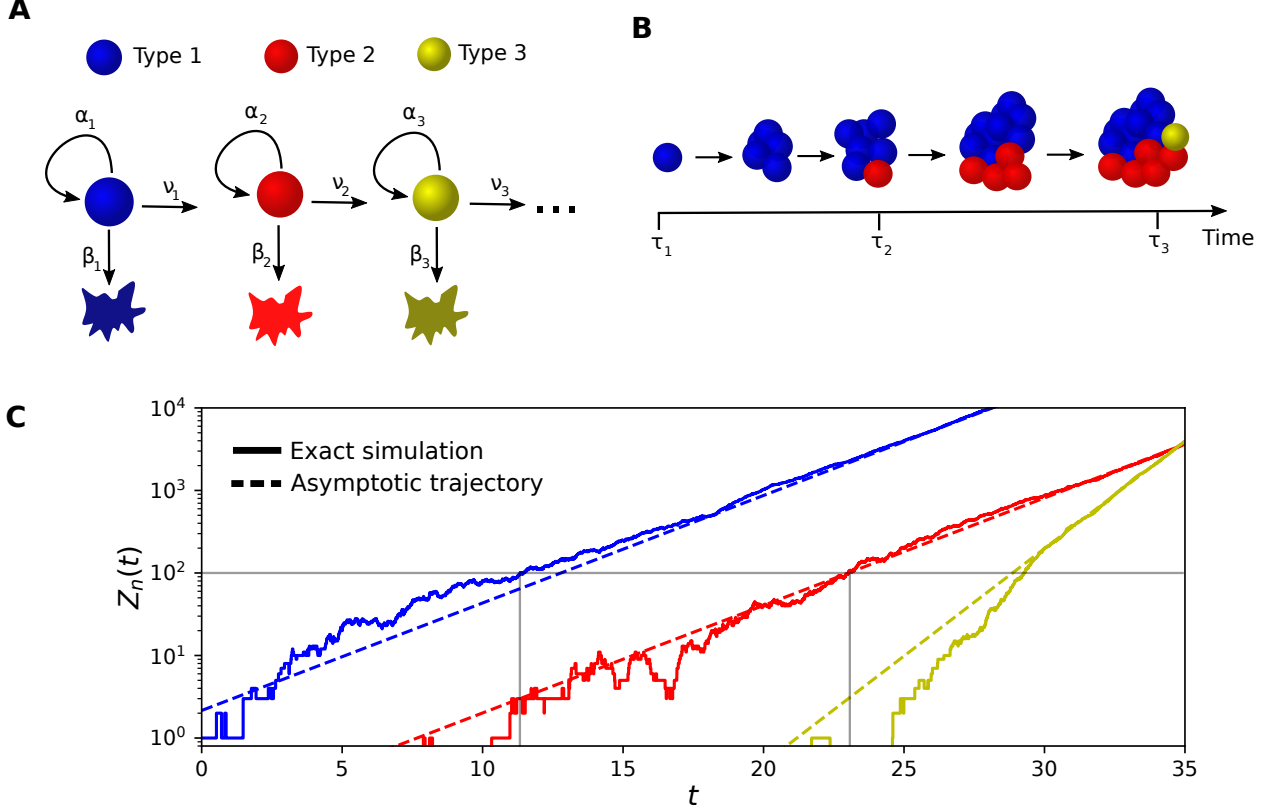 A
Type 1 Type 2 Type 3
α1 α2 α3
ν1 ν2 ν3 ...
β1 β2 β3
B
τ1 τ2 τ3 Time
C
Exact simulation
Asymptotic trajectory
Zn(t)
10^4
10^3
10^2
10^1
10^0
0 5 10 15 20 25 30 35
t